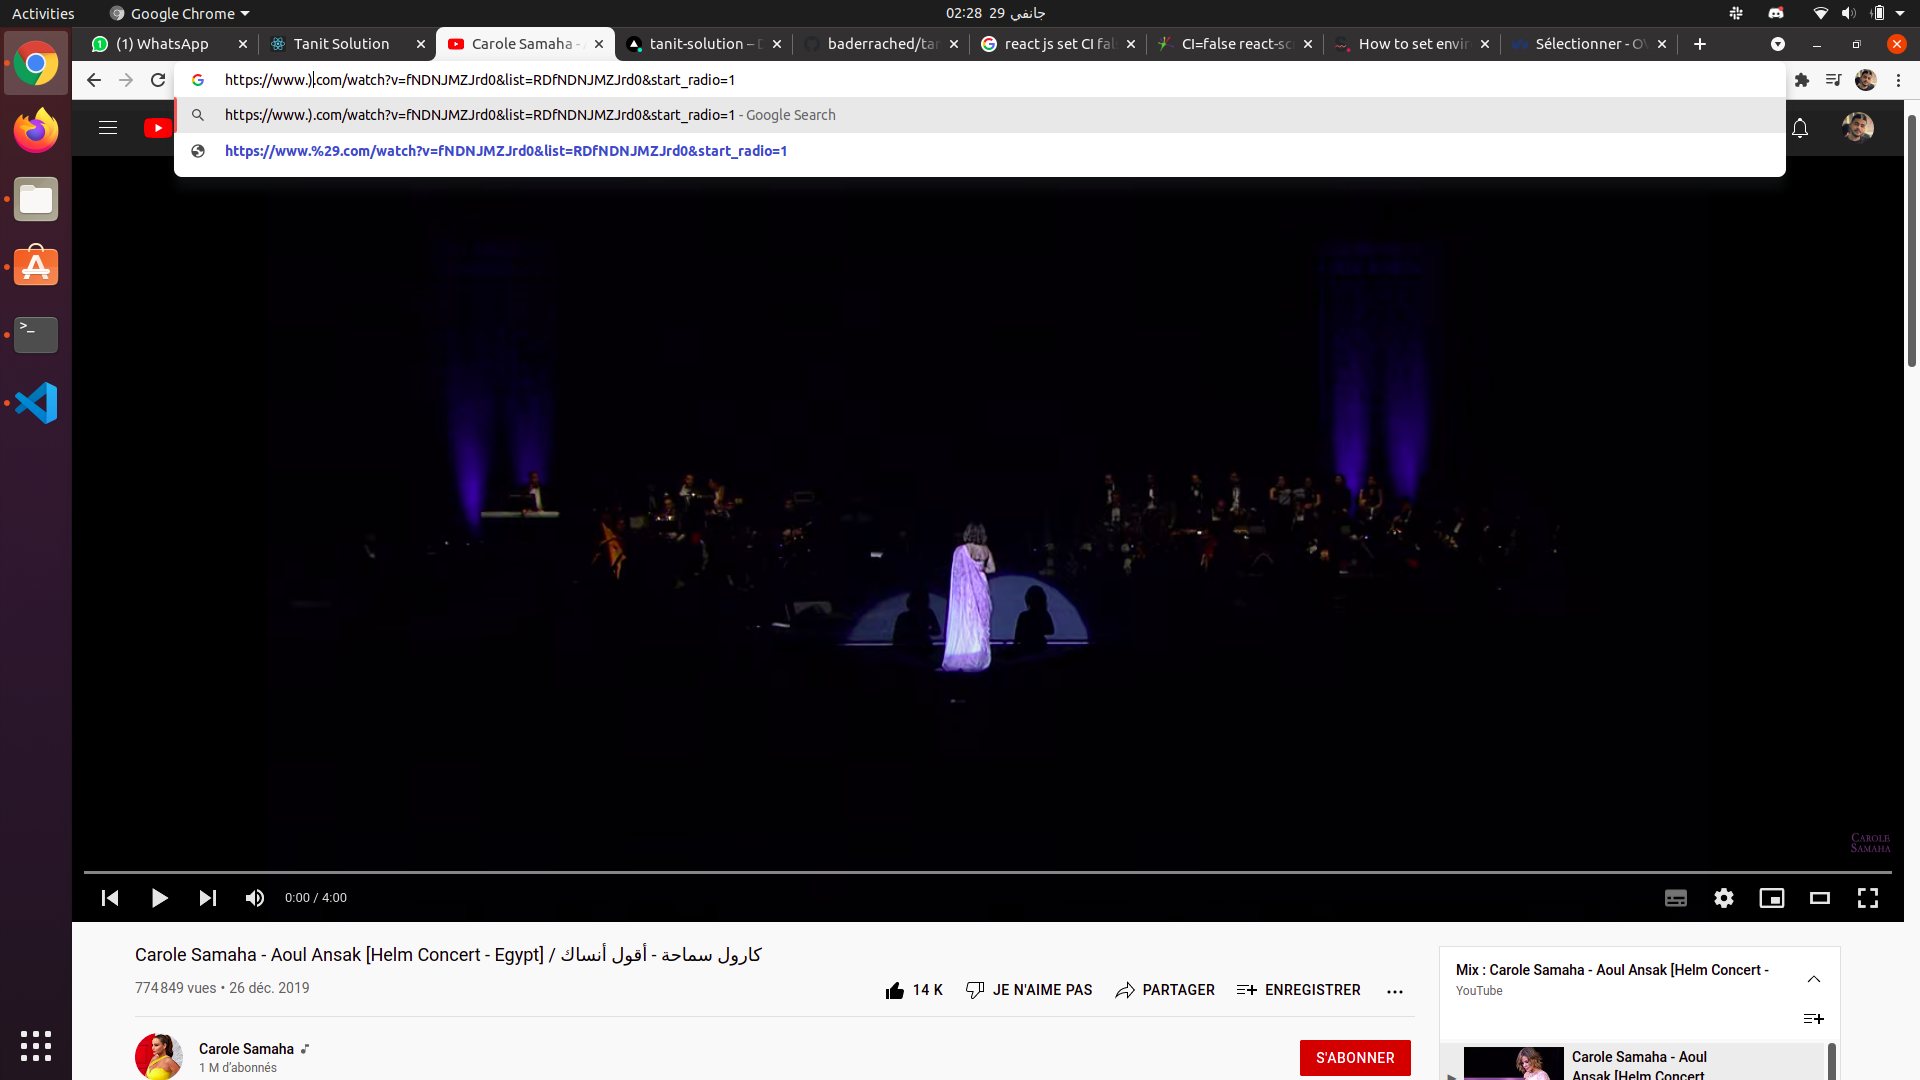 Activities
Google Chrome
02:28 29 جانفي
(1) WhatsApp
Tanit Solution
Carole Samaha -
tanit-solution –
baderrached/tan
react js set CI fal
CI=false react-sc
How to set envir
Sélectionner - OV
https://www.).com/watch?v=fNDNJMZJrd0&list=RDfNDNJMZJrd0&start_radio=1
https://www.).com/watch?v=fNDNJMZJrd0&list=RDfNDNJMZJrd0&start_radio=1 - Google Search
https://www.%29.com/watch?v=fNDNJMZJrd0&list=RDfNDNJMZJrd0&start_radio=1
CAROLE
SAMAHA
0:00 / 4:00
Carole Samaha - Aoul Ansak [Helm Concert - Egypt] / كارول سماحة - أقول أنساك
774 849 vues • 26 déc. 2019
14 K
JE N'AIME PAS
PARTAGER
ENREGISTRER
Carole Samaha
1 M d'abonnés
S'ABONNER
Mix : Carole Samaha - Aoul Ansak [Helm Concert -
YouTube
Carole Samaha - Aoul
Ansak [Helm Concert